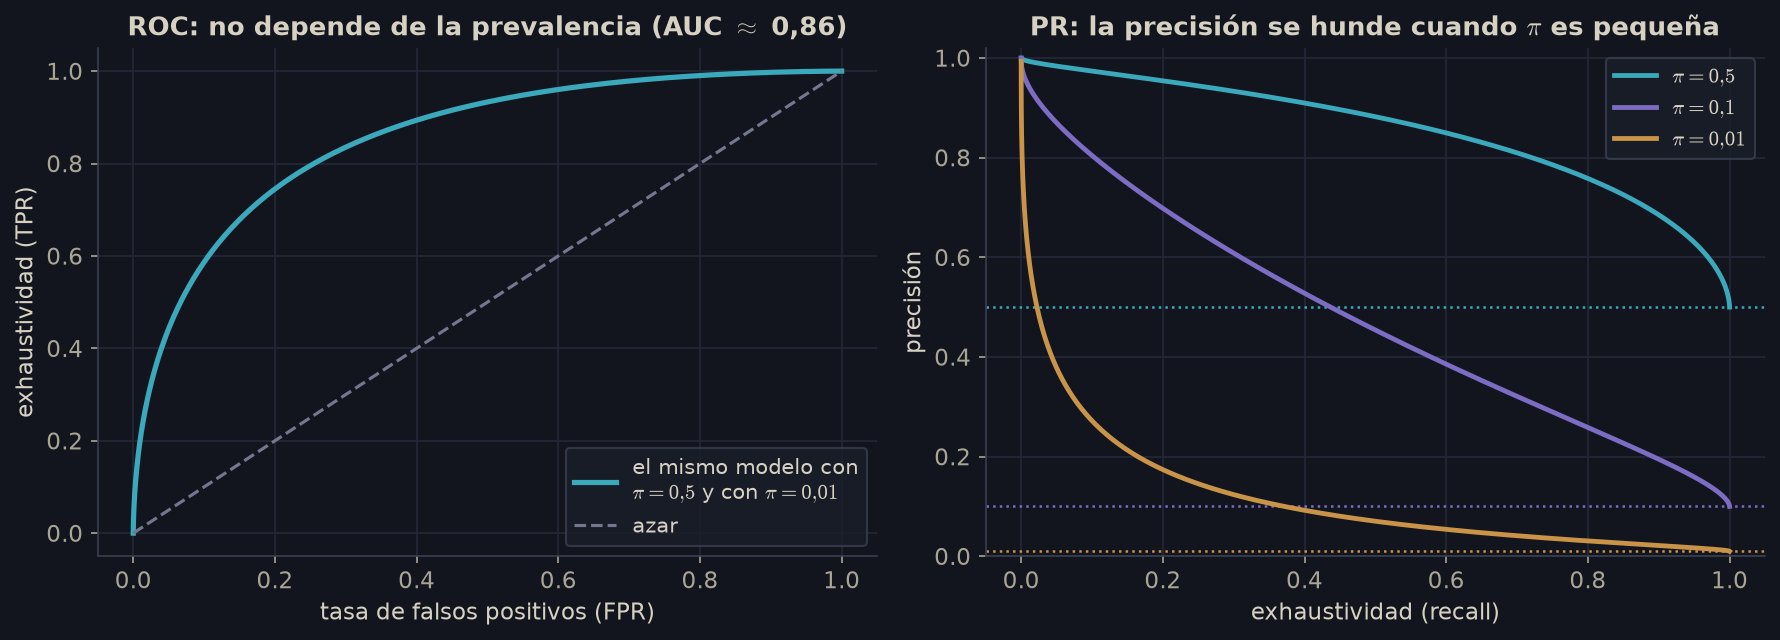 ROC: no depende de la prevalencia (AUC ≈ 0,86)
exhaustividad (TPR)
1.0
0.8
0.6
0.4
0.2
0.0
el mismo modelo con
π = 0,5 y con π = 0,01
azar
0.0 0.2 0.4 0.6 0.8 1.0
tasa de falsos positivos (FPR)
PR: la precisión se hunde cuando π es pequeña
precisión
1.0
0.8
0.6
0.4
0.2
0.0
π = 0,5
π = 0,1
π = 0,01
0.0 0.2 0.4 0.6 0.8 1.0
exhaustividad (recall)